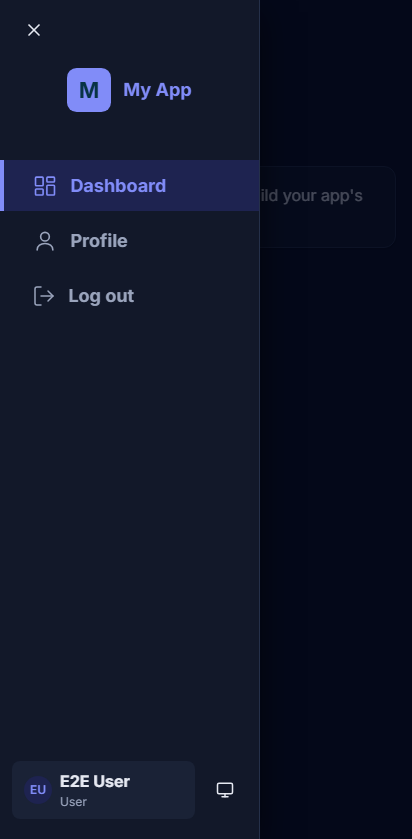 M My App
Dashboard
ild your app's
Profile
Log out
EU E2E User
User